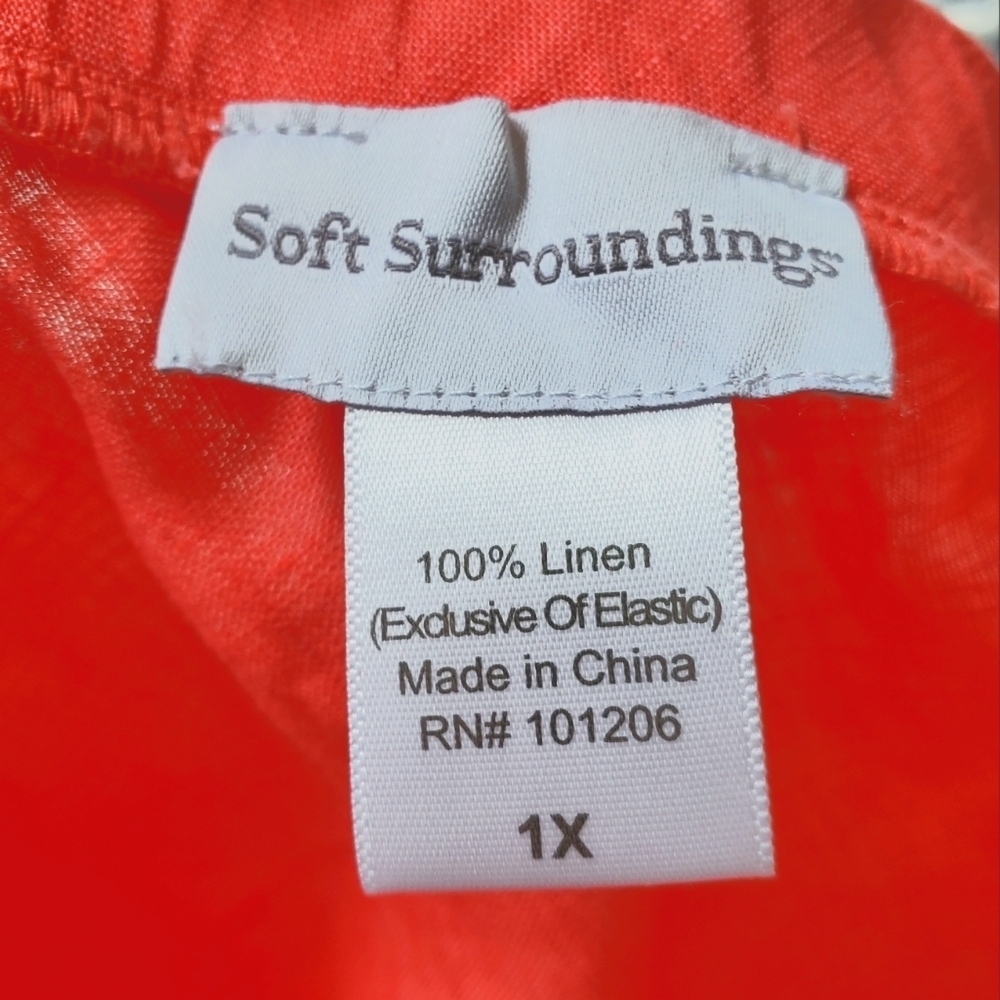 Soft Surroundings
100% Linen
(Exclusive Of Elastic)
Made in China
RN# 101206
1X